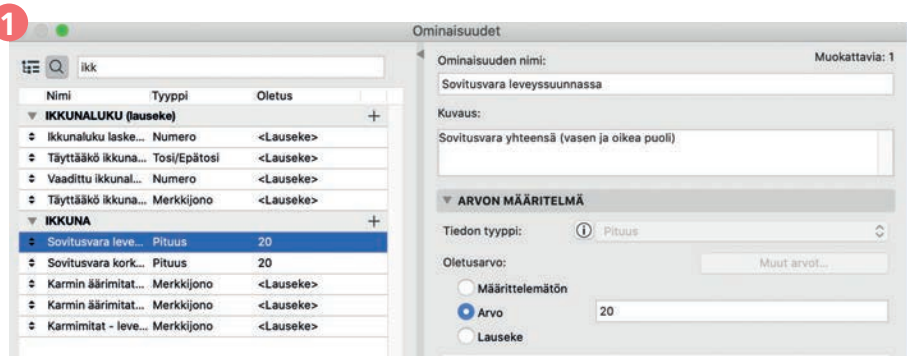 1
Ominaisuudet
ikk
Nimi Tyyppi Oletus
IKKUNALUKU (lauseke) +
Ikkunaluku laske... Numero <Lauseke>
Täyttääkö ikkuna... Tosi/Epätosi <Lauseke>
Vaadittu ikkunal... Numero <Lauseke>
Täyttääkö ikkuna... Merkkijono <Lauseke>
IKKUNA +
Sovitusvara leve... Pituus 20
Sovitusvara kork... Pituus 20
Karmin äärimitat... Merkkijono <Lauseke>
Karmin äärimitat... Merkkijono <Lauseke>
Karmimitat - leve... Merkkijono <Lauseke>
Ominaisuuden nimi: Muokattavia: 1
Sovitusvara leveyssuunnassa
Kuvaus:
Sovitusvara yhteensä (vasen ja oikea puoli)
ARVON MÄÄRITELMÄ
Tiedon tyyppi: Pituus
Oletusarvo: Muut arvot...
Määrittelemätön
Arvo 20
Lauseke